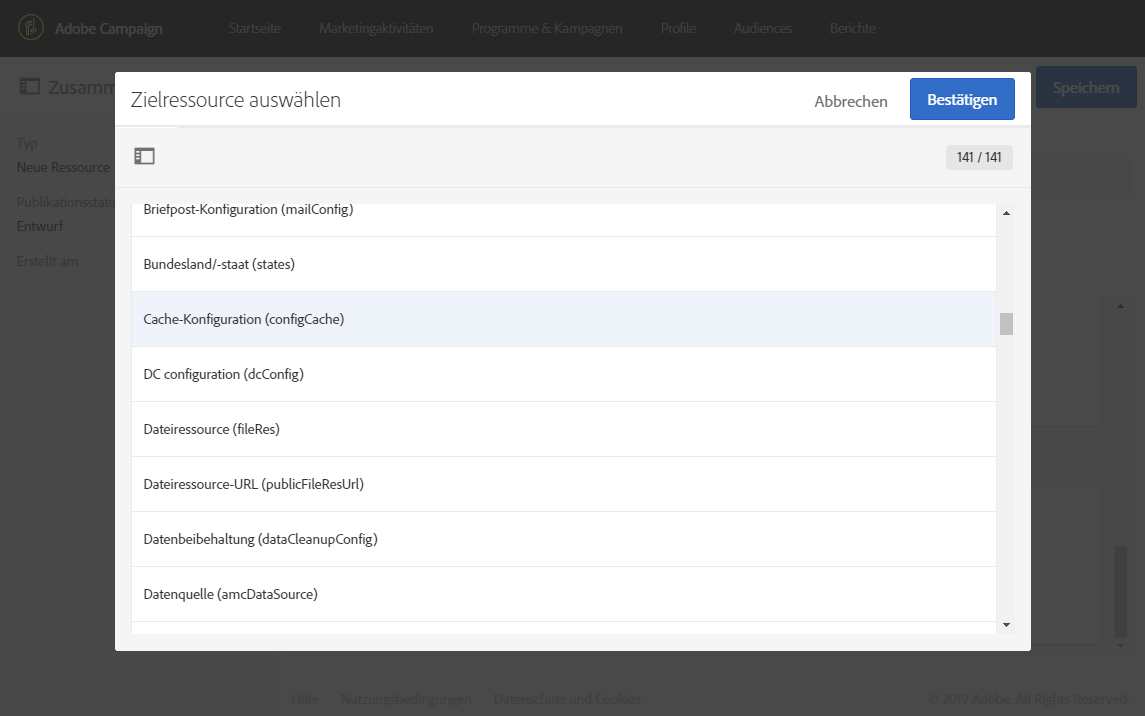 Adobe Campaign
Startseite
Marketingaktivitäten
Programme & Kampagnen
Profile
Audiences
Berichte
Zusamm
Speichern
Typ
Neue Ressource
Publikationsstatu
Entwurf
Erstellt am
Zielressource auswählen
Abbrechen
Bestätigen
141 / 141
Briefpost-Konfiguration (mailConfig)
Bundesland/-staat (states)
Cache-Konfiguration (configCache)
DC configuration (dcConfig)
Dateiressource (fileRes)
Dateiressource-URL (publicFileResUrl)
Datenbeibehaltung (dataCleanupConfig)
Datenquelle (amcDataSource)
Hilfe
Nutzungsbedingungen
Datenschutz und Cookies
© 2019 Adobe. All Rights Reserved.